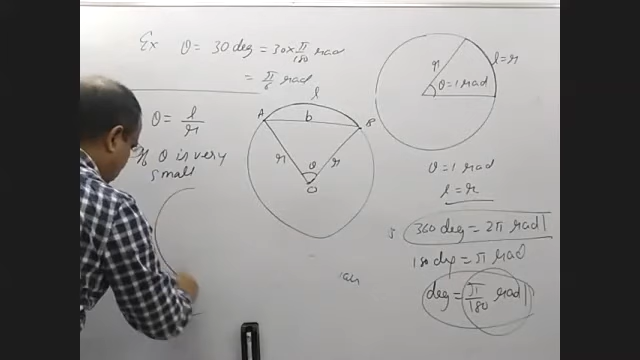 Ex θ = 30 deg = 30 × π/180 rad
= π/6 rad
θ = l/r
If θ is very
small
l
A
b
B
r
θ
r
O
r
l = r
θ = 1 rad
θ = 1 rad
l = r
360 deg = 2π rad
180 deg = π rad
deg = π/180 rad